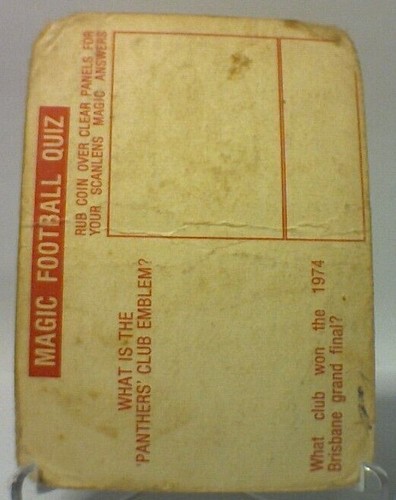 MAGIC FOOTBALL QUIZ
RUB COIN OVER CLEAR PANELS FOR
YOUR SCANLENS MAGIC ANSWERS
WHAT IS THE
'PANTHERS' CLUB EMBLEM?
What club won the 1974
Brisbane grand final?